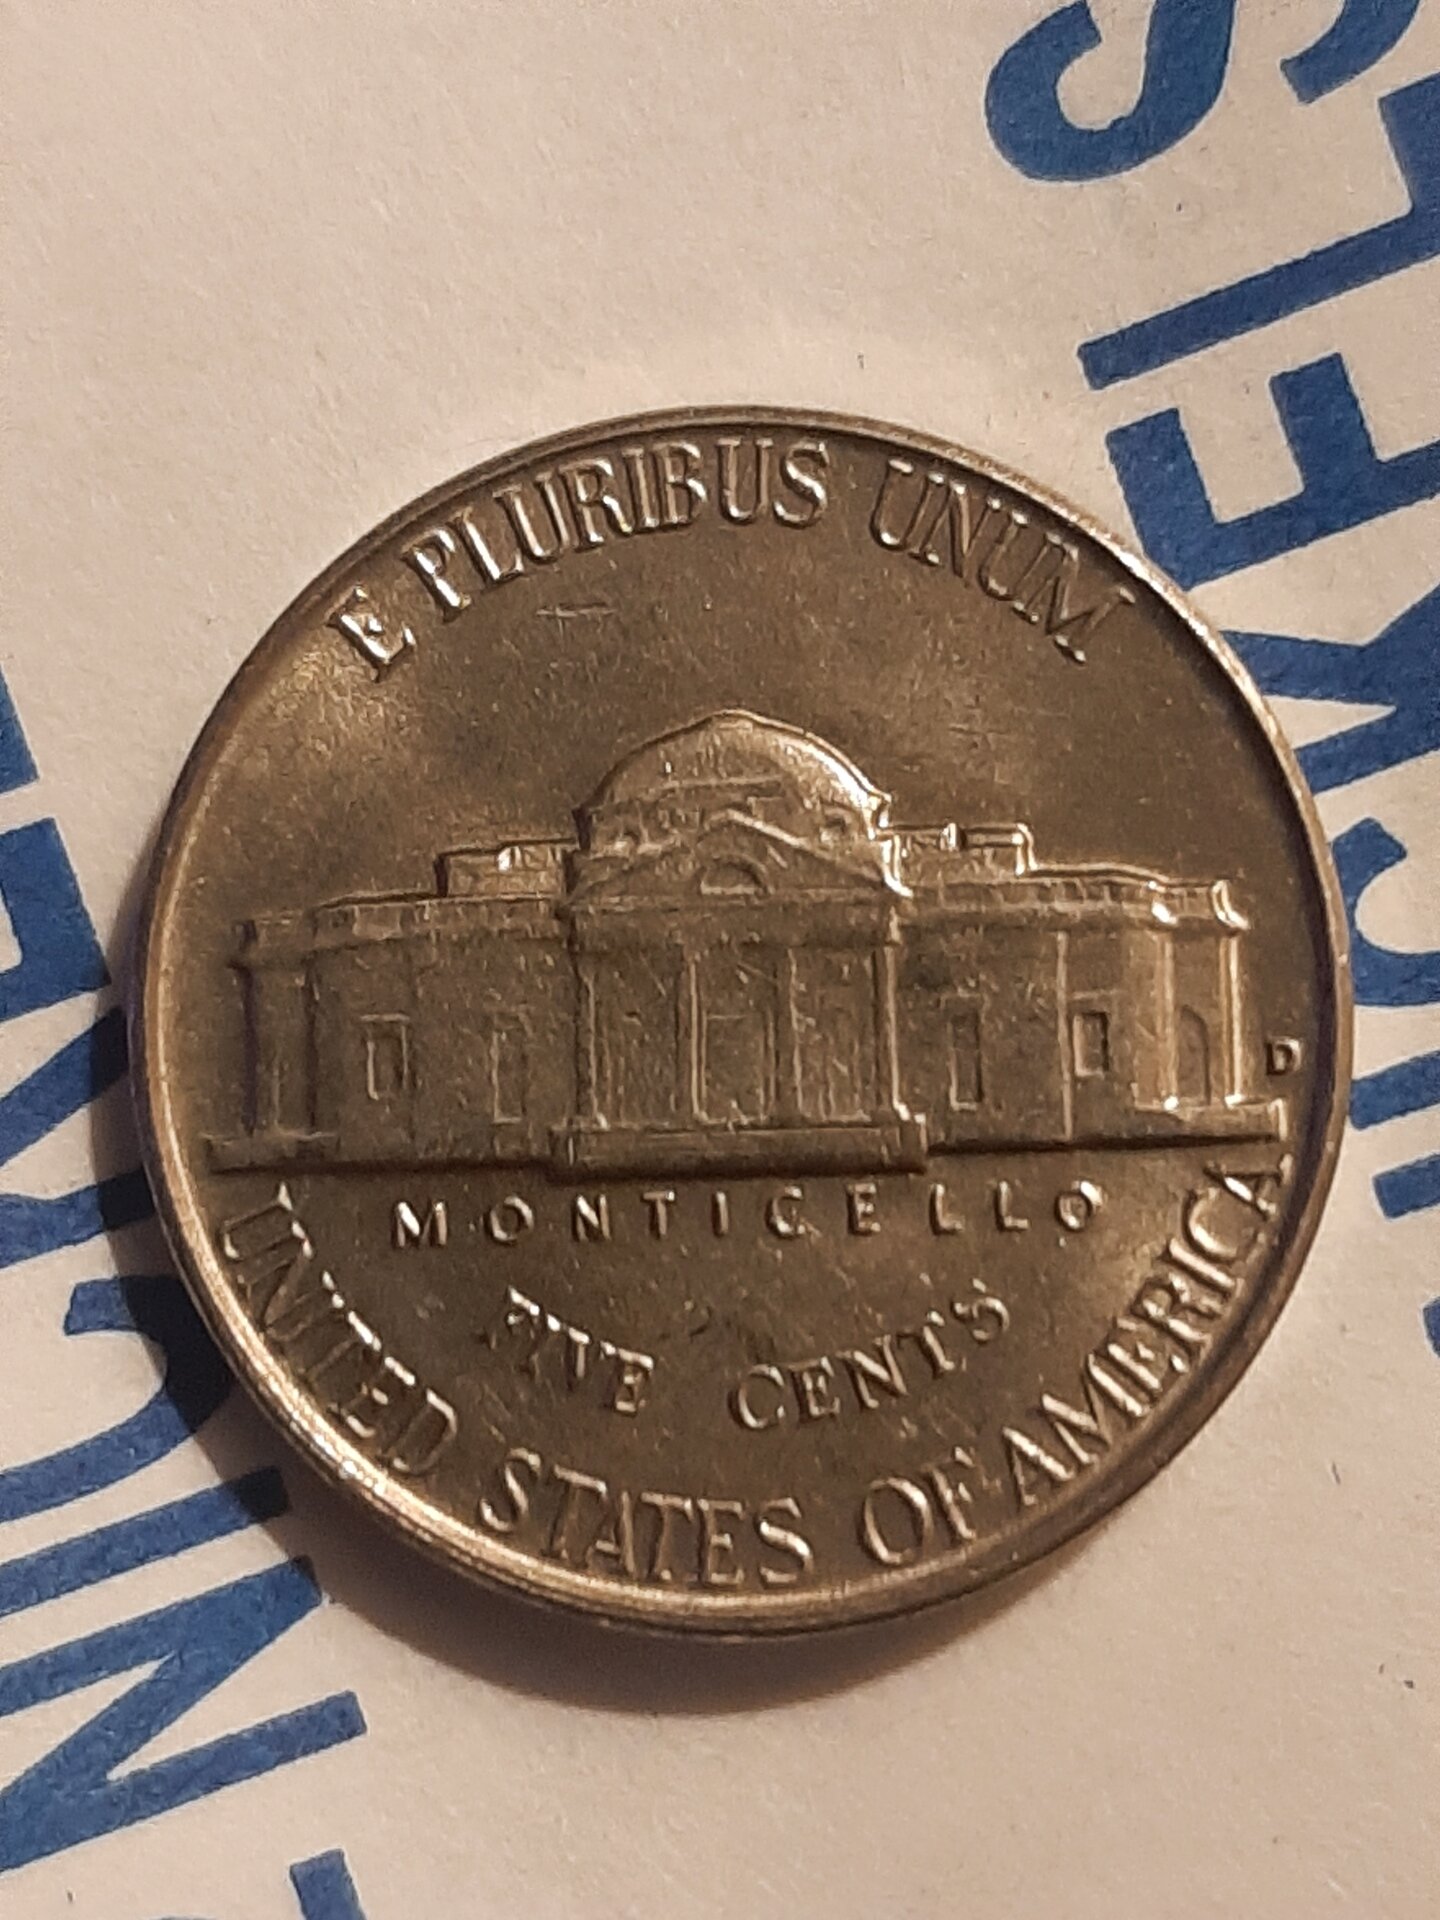 E PLURIBUS UNUM
D
MONTICELLO
FIVE CENTS
UNITED STATES OF AMERICA